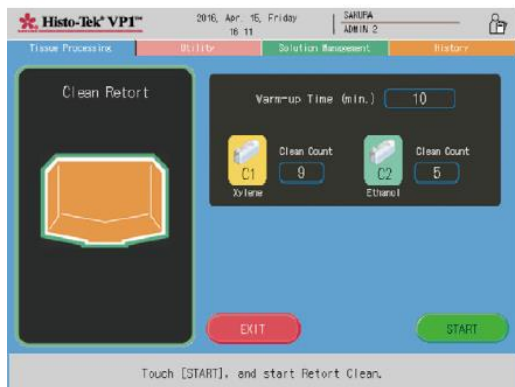 Histo-Tek® VP1™
2016, Apr. 15, Friday
16 11
SAKURA
ADMIN 2
Tissue Processing
Utility
Solution Management
History
Clean Retort
Warm-up Time (min.) 10
Clean Count
9
C1
Xylene
Clean Count
5
C2
Ethanol
EXIT
START
Touch [START], and start Retort Clean.